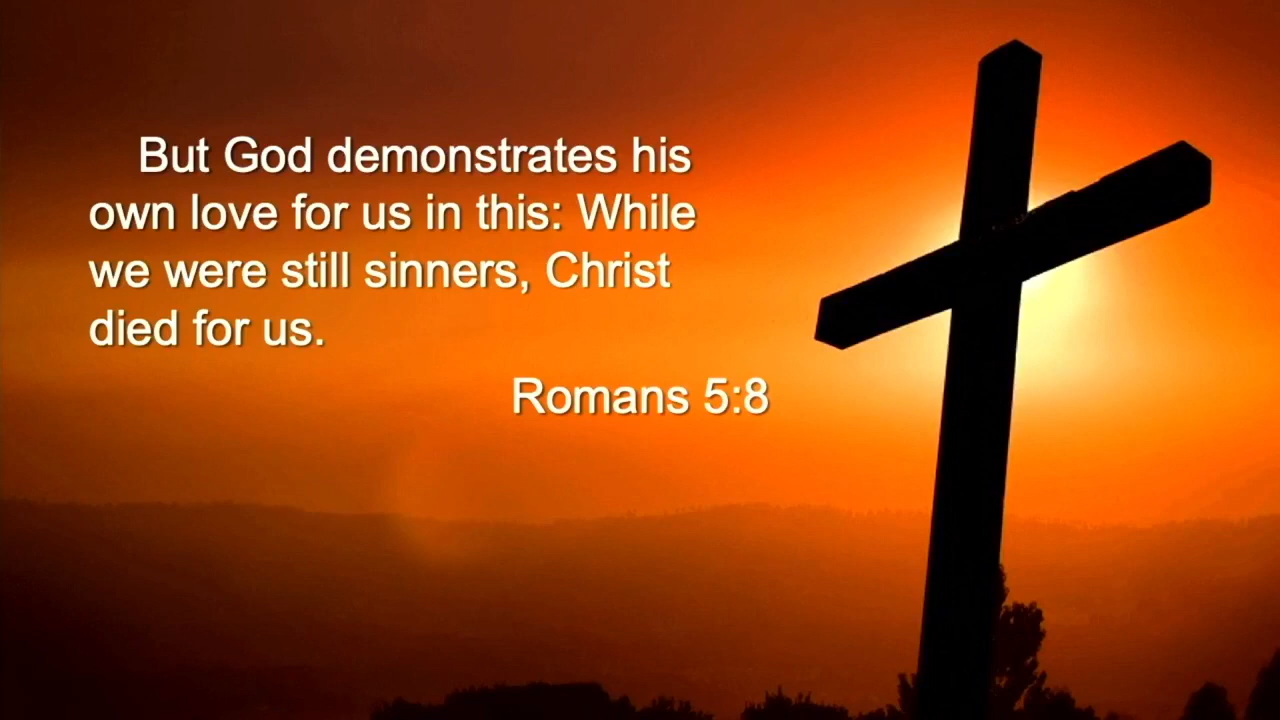 But God demonstrates his
own love for us in this: While
we were still sinners, Christ
died for us.
Romans 5:8